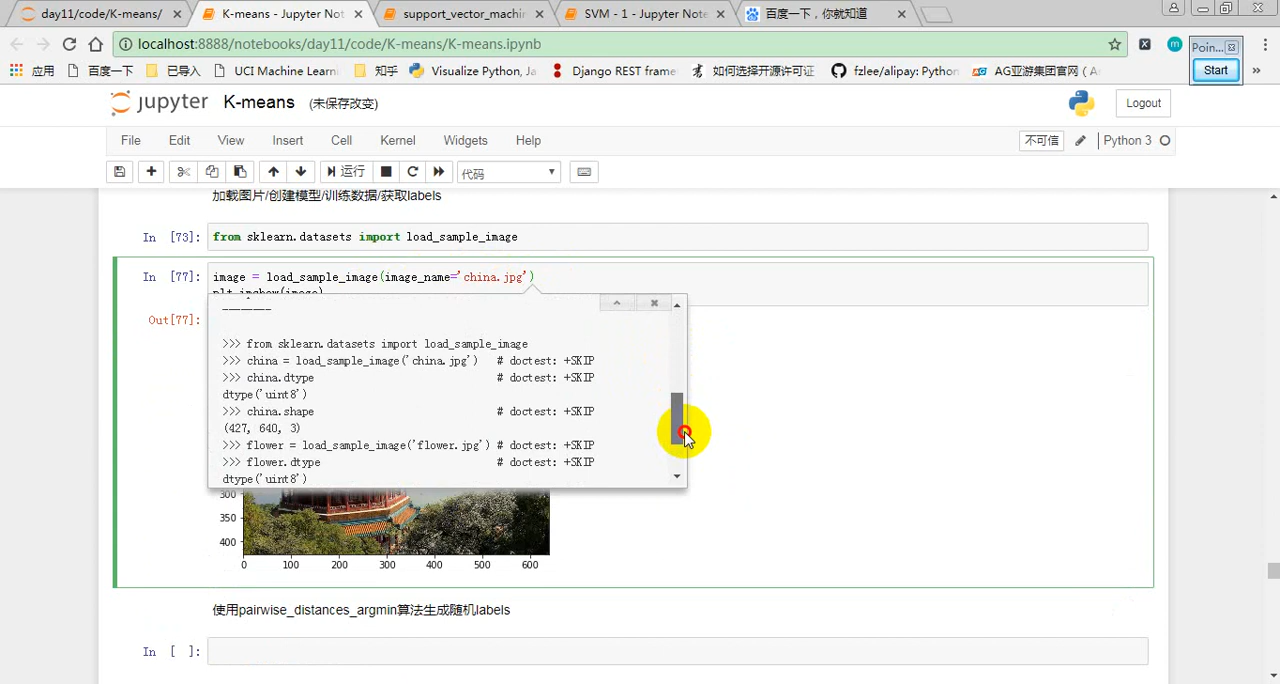 day11/code/K-means/
K-means - Jupyter Not
support_vector_machin
SVM - 1 - Jupyter Note
百度一下，你就知道
localhost:8888/notebooks/day11/code/K-means/K-means.ipynb
Poin...
Start
应用
百度一下
已导入
UCI Machine Learni
知乎
Visualize Python, Ja
Django REST frame
如何选择开源许可证
fzlee/alipay: Python
AG亚游集团官网（A
jupyter
K-means
(未保存改变)
Logout
File
Edit
View
Insert
Cell
Kernel
Widgets
Help
不可信
Python 3
运行
代码
加载图片/创建模型/训练数据/获取labels
In [73]:
from sklearn.datasets import load_sample_image
In [77]:
image = load_sample_image(image_name='china.jpg')
plt.imshow(image)
Out[77]:
--------
>>> from sklearn.datasets import load_sample_image
>>> china = load_sample_image('china.jpg') # doctest: +SKIP
>>> china.dtype # doctest: +SKIP
dtype('uint8')
>>> china.shape # doctest: +SKIP
(427, 640, 3)
>>> flower = load_sample_image('flower.jpg') # doctest: +SKIP
>>> flower.dtype # doctest: +SKIP
dtype('uint8')
300
350
400
0 100 200 300 400 500 600
使用pairwise_distances_argmin算法生成随机labels
In [ ]: